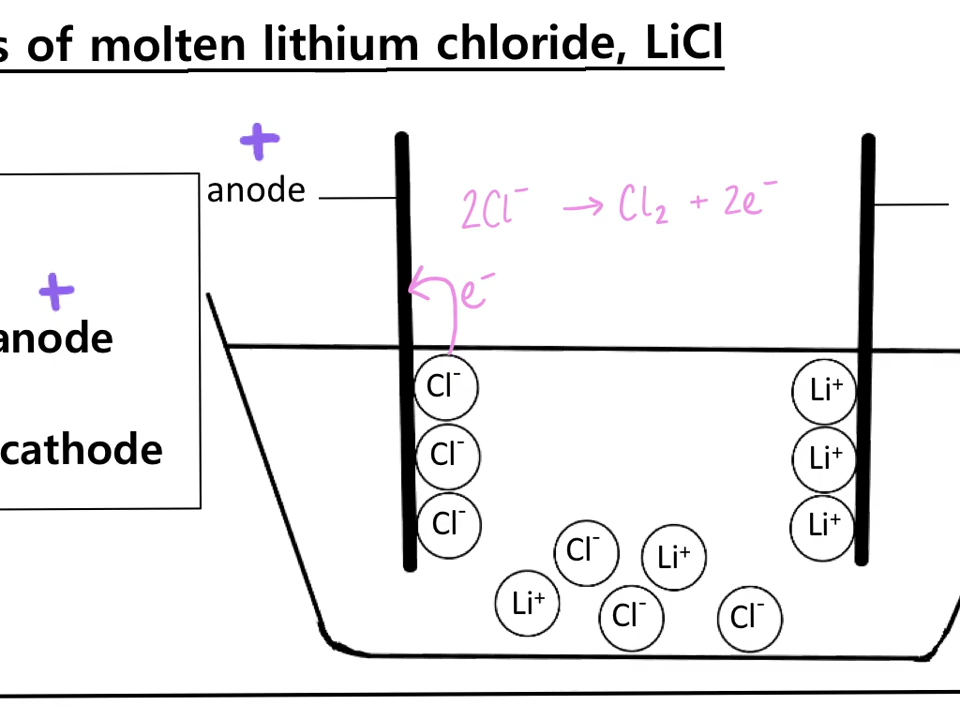 s of molten lithium chloride, LiCl
+
anode
2Cl⁻ → Cl₂ + 2e⁻
+
anode
e⁻
cathode
Cl⁻
Li⁺
Cl⁻
Li⁺
Cl⁻
Li⁺
Cl⁻
Li⁺
Li⁺
Cl⁻
Cl⁻